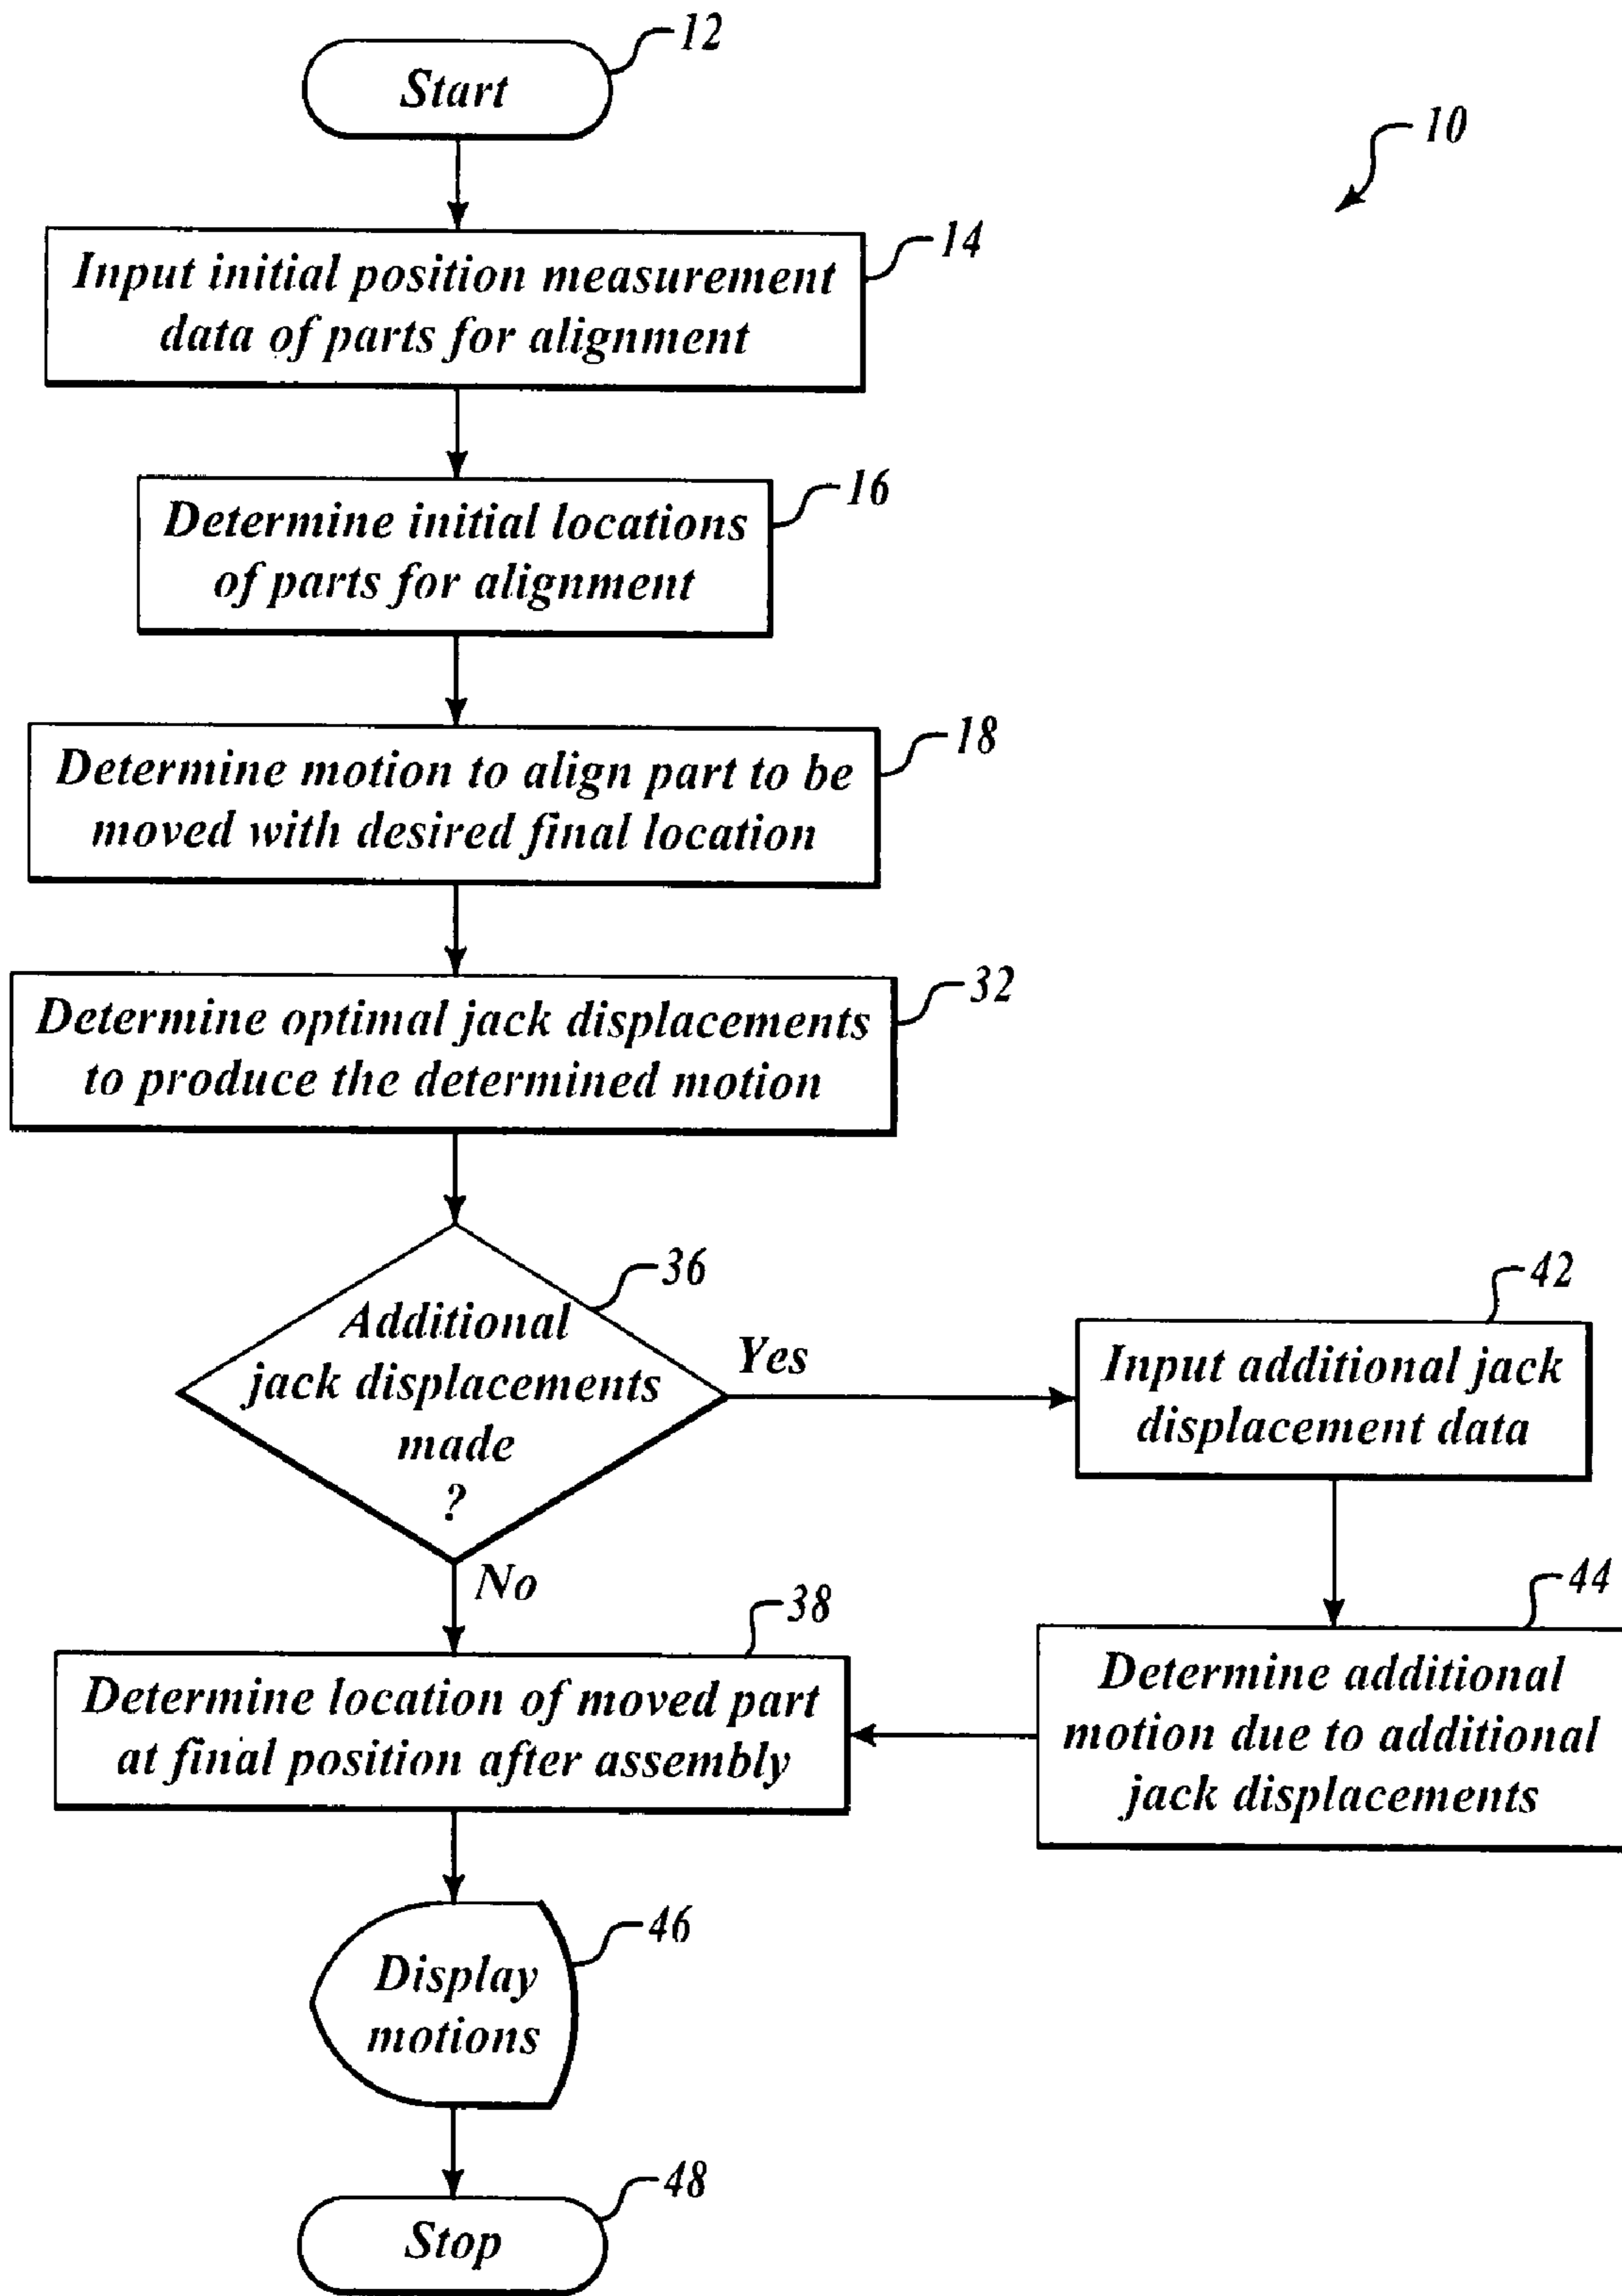 12
Start
10
14
Input initial position measurement
data of parts for alignment
16
Determine initial locations
of parts for alignment
18
Determine motion to align part to be
moved with desired final location
32
Determine optimal jack displacements
to produce the determined motion
36
Additional
jack displacements
made
?
Yes
No
42
Input additional jack
displacement data
44
Determine additional
motion due to additional
jack displacements
38
Determine location of moved part
at final position after assembly
46
Display
motions
48
Stop